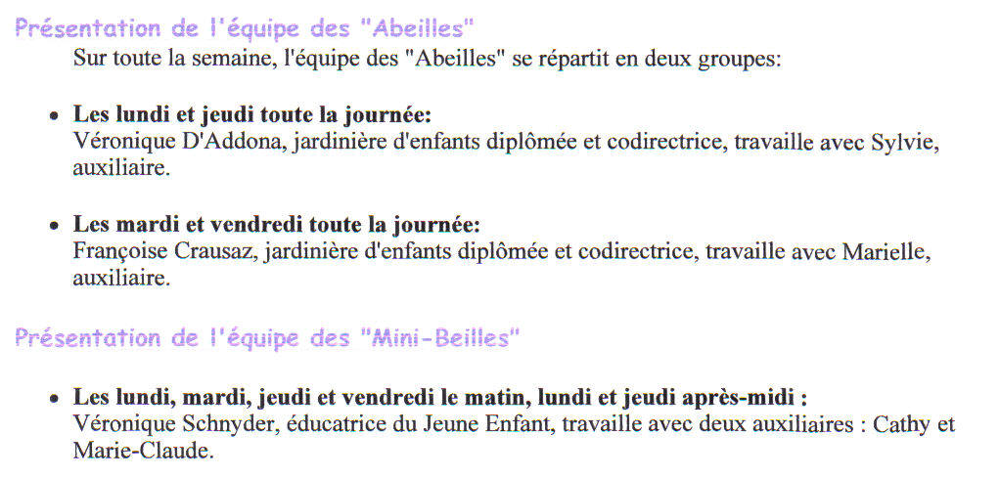 Présentation de l'équipe des "Abeilles"
Sur toute la semaine, l'équipe des "Abeilles" se répartit en deux groupes:
• Les lundi et jeudi toute la journée:
Véronique D'Addona, jardinière d'enfants diplômée et codirectrice, travaille avec Sylvie,
auxiliaire.
• Les mardi et vendredi toute la journée:
Françoise Crausaz, jardinière d'enfants diplômée et codirectrice, travaille avec Marielle,
auxiliaire.
Présentation de l'équipe des "Mini-Beilles"
• Les lundi, mardi, jeudi et vendredi le matin, lundi et jeudi après-midi :
Véronique Schnyder, éducatrice du Jeune Enfant, travaille avec deux auxiliaires : Cathy et
Marie-Claude.